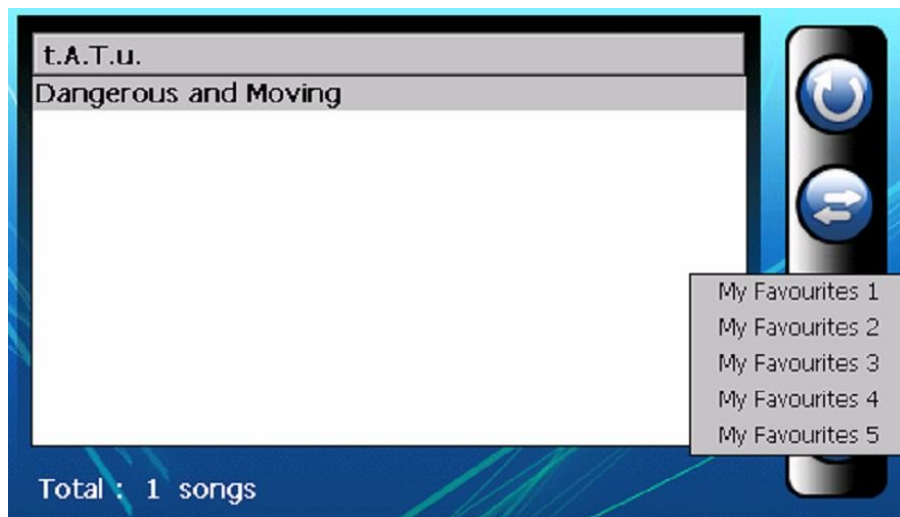 t.A.T.u.
Dangerous and Moving
My Favourites 1
My Favourites 2
My Favourites 3
My Favourites 4
My Favourites 5
Total : 1 songs